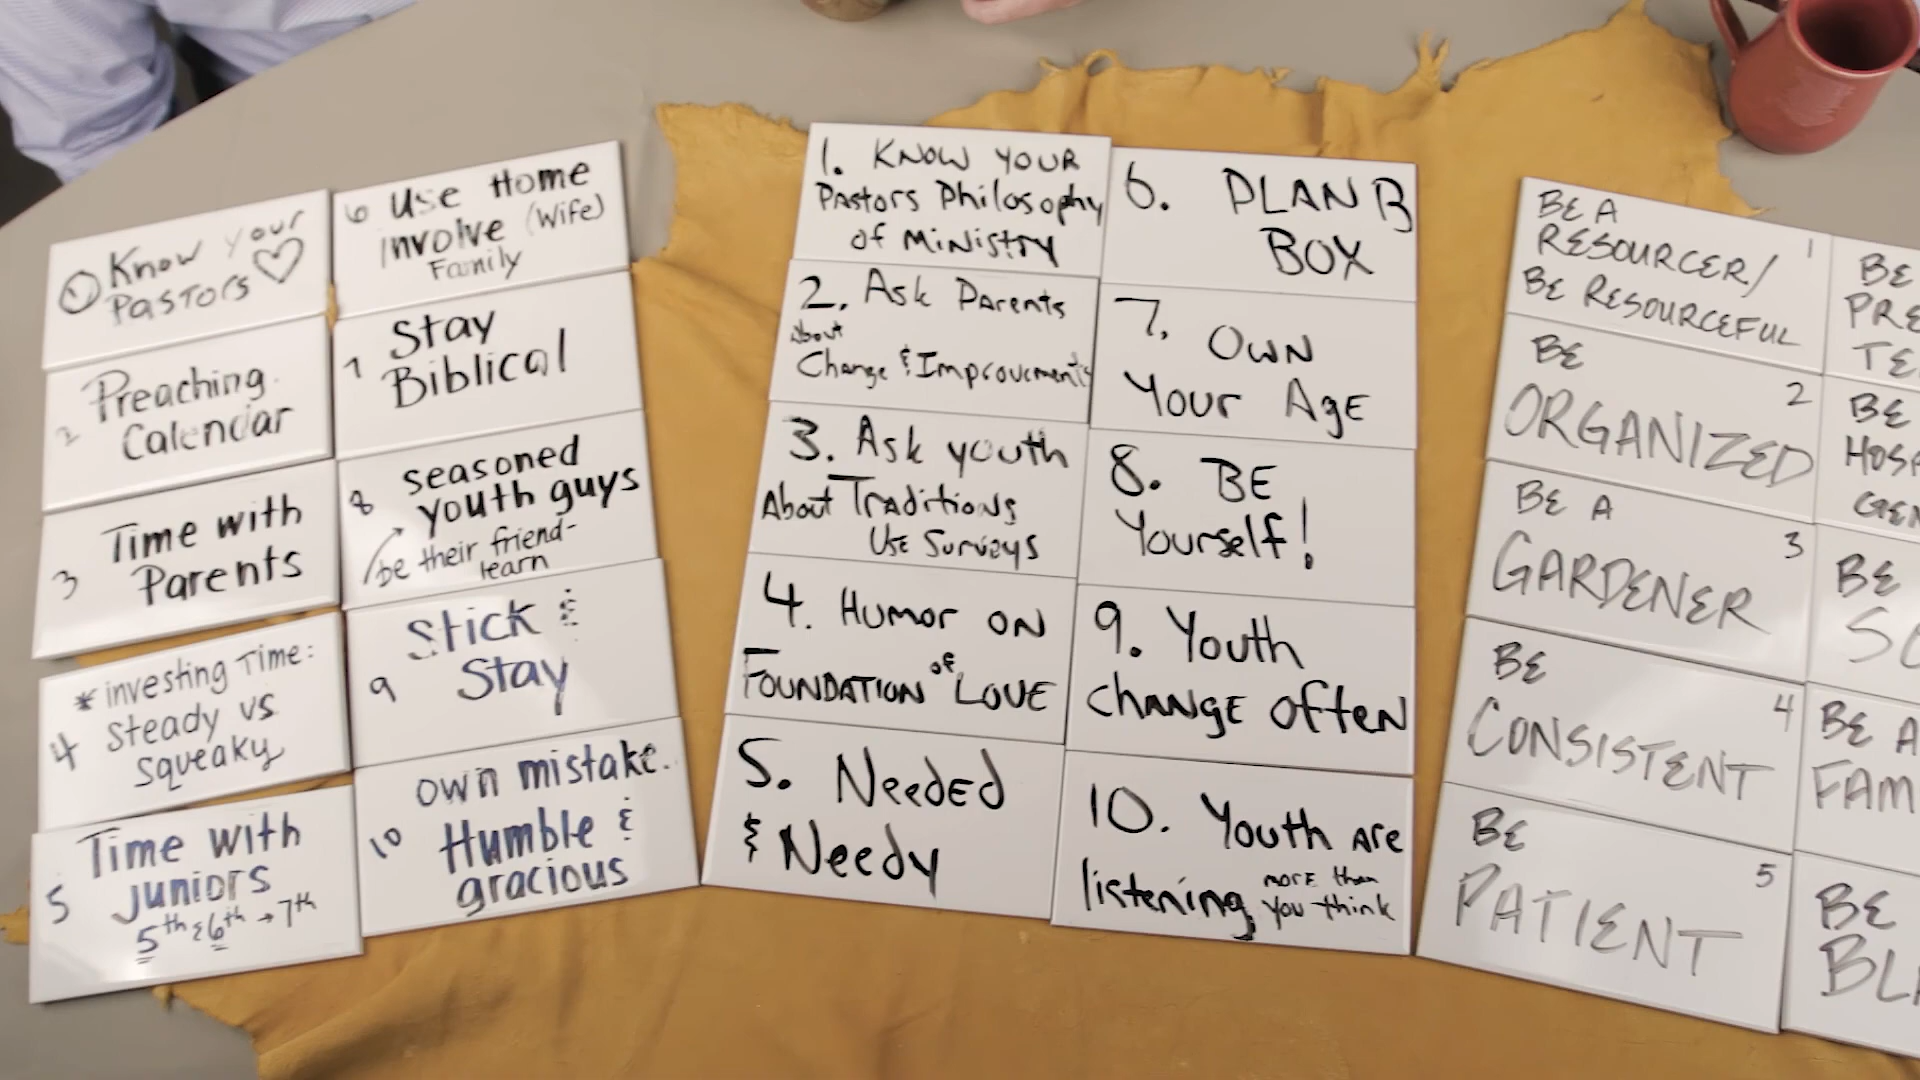 1 Know your
Pastors ♡
2 Preaching
Calendar
3 Time with
Parents
4 * investing Time:
Steady vs
squeaky
5 Time with
juniors
5th & 6th → 7th
6 Use Home
involve (Wife)
Family
7 Stay
Biblical
8 seasoned
youth guys
→ be their friend-
learn
9 Stick &
Stay
10 own mistake.
Humble &
gracious
1. Know your
Pastors Philosophy
of Ministry
2. Ask Parents
About
Change & Improvements
3. Ask youth
About Traditions
Use Surveys
4. Humor on
Foundation of Love
5. Needed
& Needy
6. PLAN B
BOX
7. Own
Your Age
8. BE
Yourself!
9. Youth
change often
10. Youth are
listening more than
you think
BE A
RESOURCER/ 1
BE RESOURCEFUL
BE
ORGANIZED 2
BE A
GARDENER 3
BE
CONSISTENT 4
BE
PATIENT 5
BE
BE
BE
BE A
BE